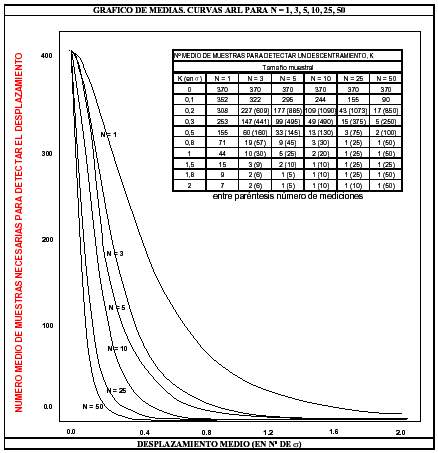 GRAFICO DE MEDIAS. CURVAS ARL PARA N = 1, 3, 5, 10, 25, 50
NUMERO MEDIO DE MUESTRAS NECESARIAS PARA DETECTAR EL DESPLAZAMIENTO
400
300
200
100
0.0
Nº MEDIO DE MUESTRAS PARA DETECTAR UN DESCENTRAMIENTO, K
Tamaño muestral
K (en σ) N = 1 N = 3 N = 5 N = 10 N = 25 N = 50
0 370 370 370 370 370 370
0,1 352 322 295 244 155 90
0,2 308 227 (609) 177 (885) 109 (1090) 43 (1073) 17 (850)
0,3 253 147 (441) 99 (495) 49 (490) 15 (375) 5 (250)
0,5 155 60 (160) 33 (145) 13 (130) 3 (75) 2 (100)
0,8 71 19 (57) 9 (45) 3 (30) 1 (25) 1 (50)
1 44 10 (30) 5 (25) 2 (20) 1 (25) 1 (50)
1,5 15 3 (9) 2 (10) 1 (10) 1 (25) 1 (50)
1,8 9 2 (6) 1 (5) 1 (10) 1 (25) 1 (50)
2 7 2 (6) 1 (5) 1 (10) 1 (10) 1 (50)
entre paréntesis número de mediciones
N = 1
N = 3
N = 5
N = 10
N = 25
N = 50
0.0 0.4 0.8 1.2 1.6 2.0
DESPLAZAMIENTO MEDIO (EN Nº DE σ)